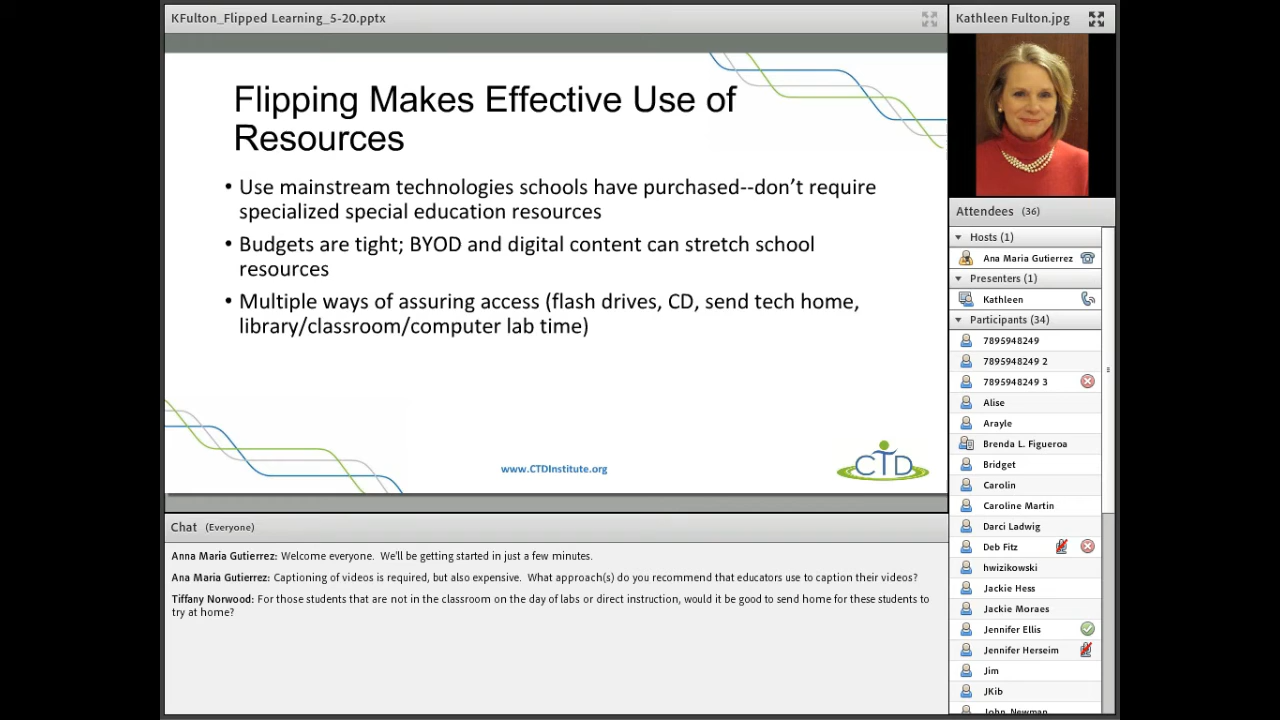 KFulton_Flipped Learning_5-20.pptx
Flipping Makes Effective Use of
Resources
• Use mainstream technologies schools have purchased--don't require
specialized special education resources
• Budgets are tight; BYOD and digital content can stretch school
resources
• Multiple ways of assuring access (flash drives, CD, send tech home,
library/classroom/computer lab time)
www.CTDInstitute.org
CTD
Chat (Everyone)
Anna Maria Gutierrez: Welcome everyone. We'll be getting started in just a few minutes.
Ana Maria Gutierrez: Captioning of videos is required, but also expensive. What approach(s) do you recommend that educators use to caption their videos?
Tiffany Norwood: For those students that are not in the classroom on the day of labs or direct instruction, would it be good to send home for these students to
try at home?
Kathleen Fulton.jpg
Attendees (36)
Hosts (1)
Ana Maria Gutierrez
Presenters (1)
Kathleen
Participants (34)
7895948249
7895948249 2
7895948249 3
Alise
Arayle
Brenda L. Figueroa
Bridget
Carolin
Caroline Martin
Darci Ladwig
Deb Fitz
hwizikowski
Jackie Hess
Jackie Moraes
Jennifer Ellis
Jennifer Herseim
Jim
JKib
John Newman